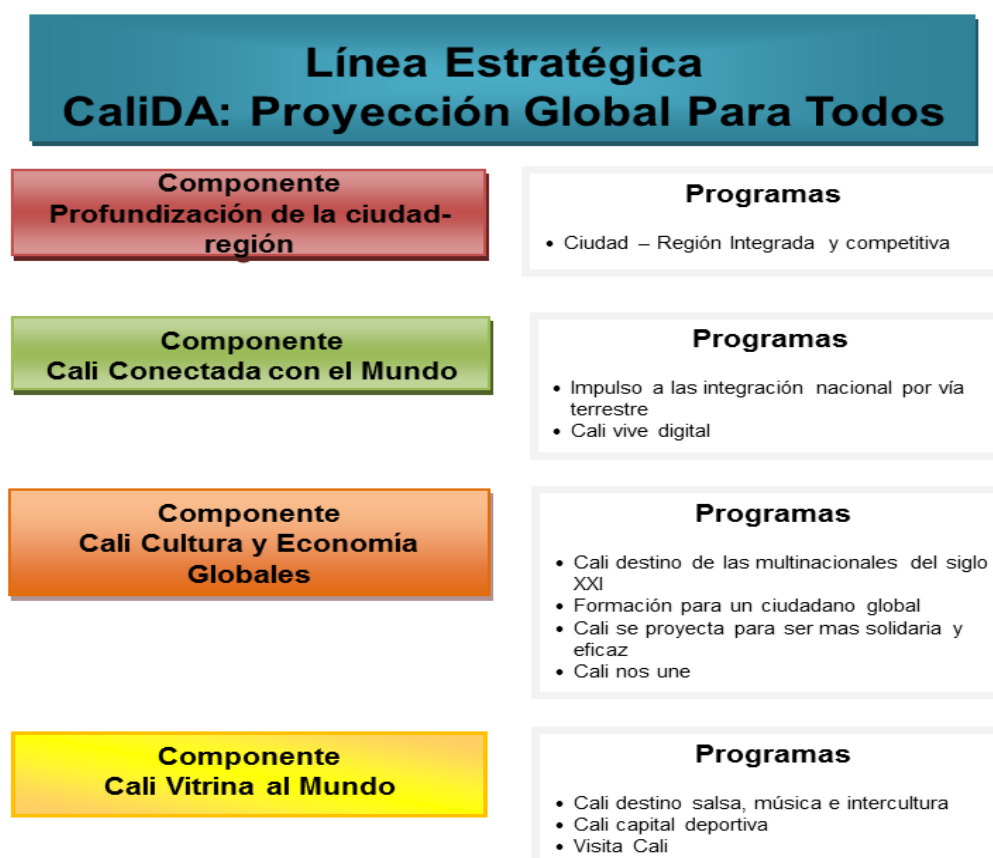 Línea Estratégica
CaliDA: Proyección Global Para Todos
Componente
Profundización de la ciudad-
región
Programas
• Ciudad – Región Integrada y competitiva
Componente
Cali Conectada con el Mundo
Programas
• Impulso a las integración nacional por vía
terrestre
• Cali vive digital
Componente
Cali Cultura y Economía
Globales
Programas
• Cali destino de las multinacionales del siglo
XXI
• Formación para un ciudadano global
• Cali se proyecta para ser mas solidaria y
eficaz
• Cali nos une
Componente
Cali Vitrina al Mundo
Programas
• Cali destino salsa, música e intercultura
• Cali capital deportiva
• Visita Cali